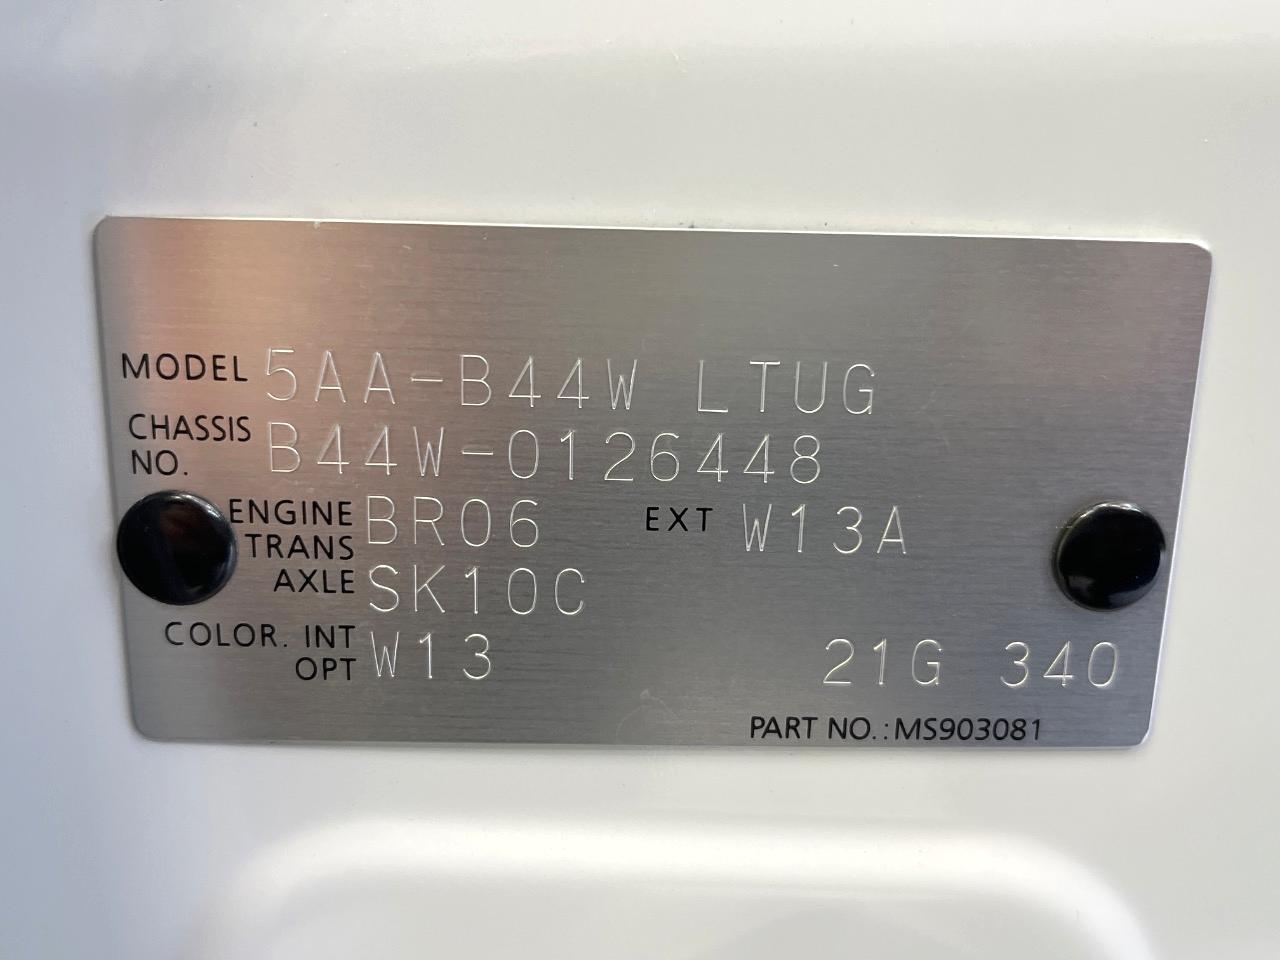 MODEL 5AA-B44W LTUG
CHASSIS NO. B44W-0126448
ENGINE BR06 EXT W13A
TRANS
AXLE SK10C
COLOR. INT W13
OPT 21G 340
PART NO.:MS903081